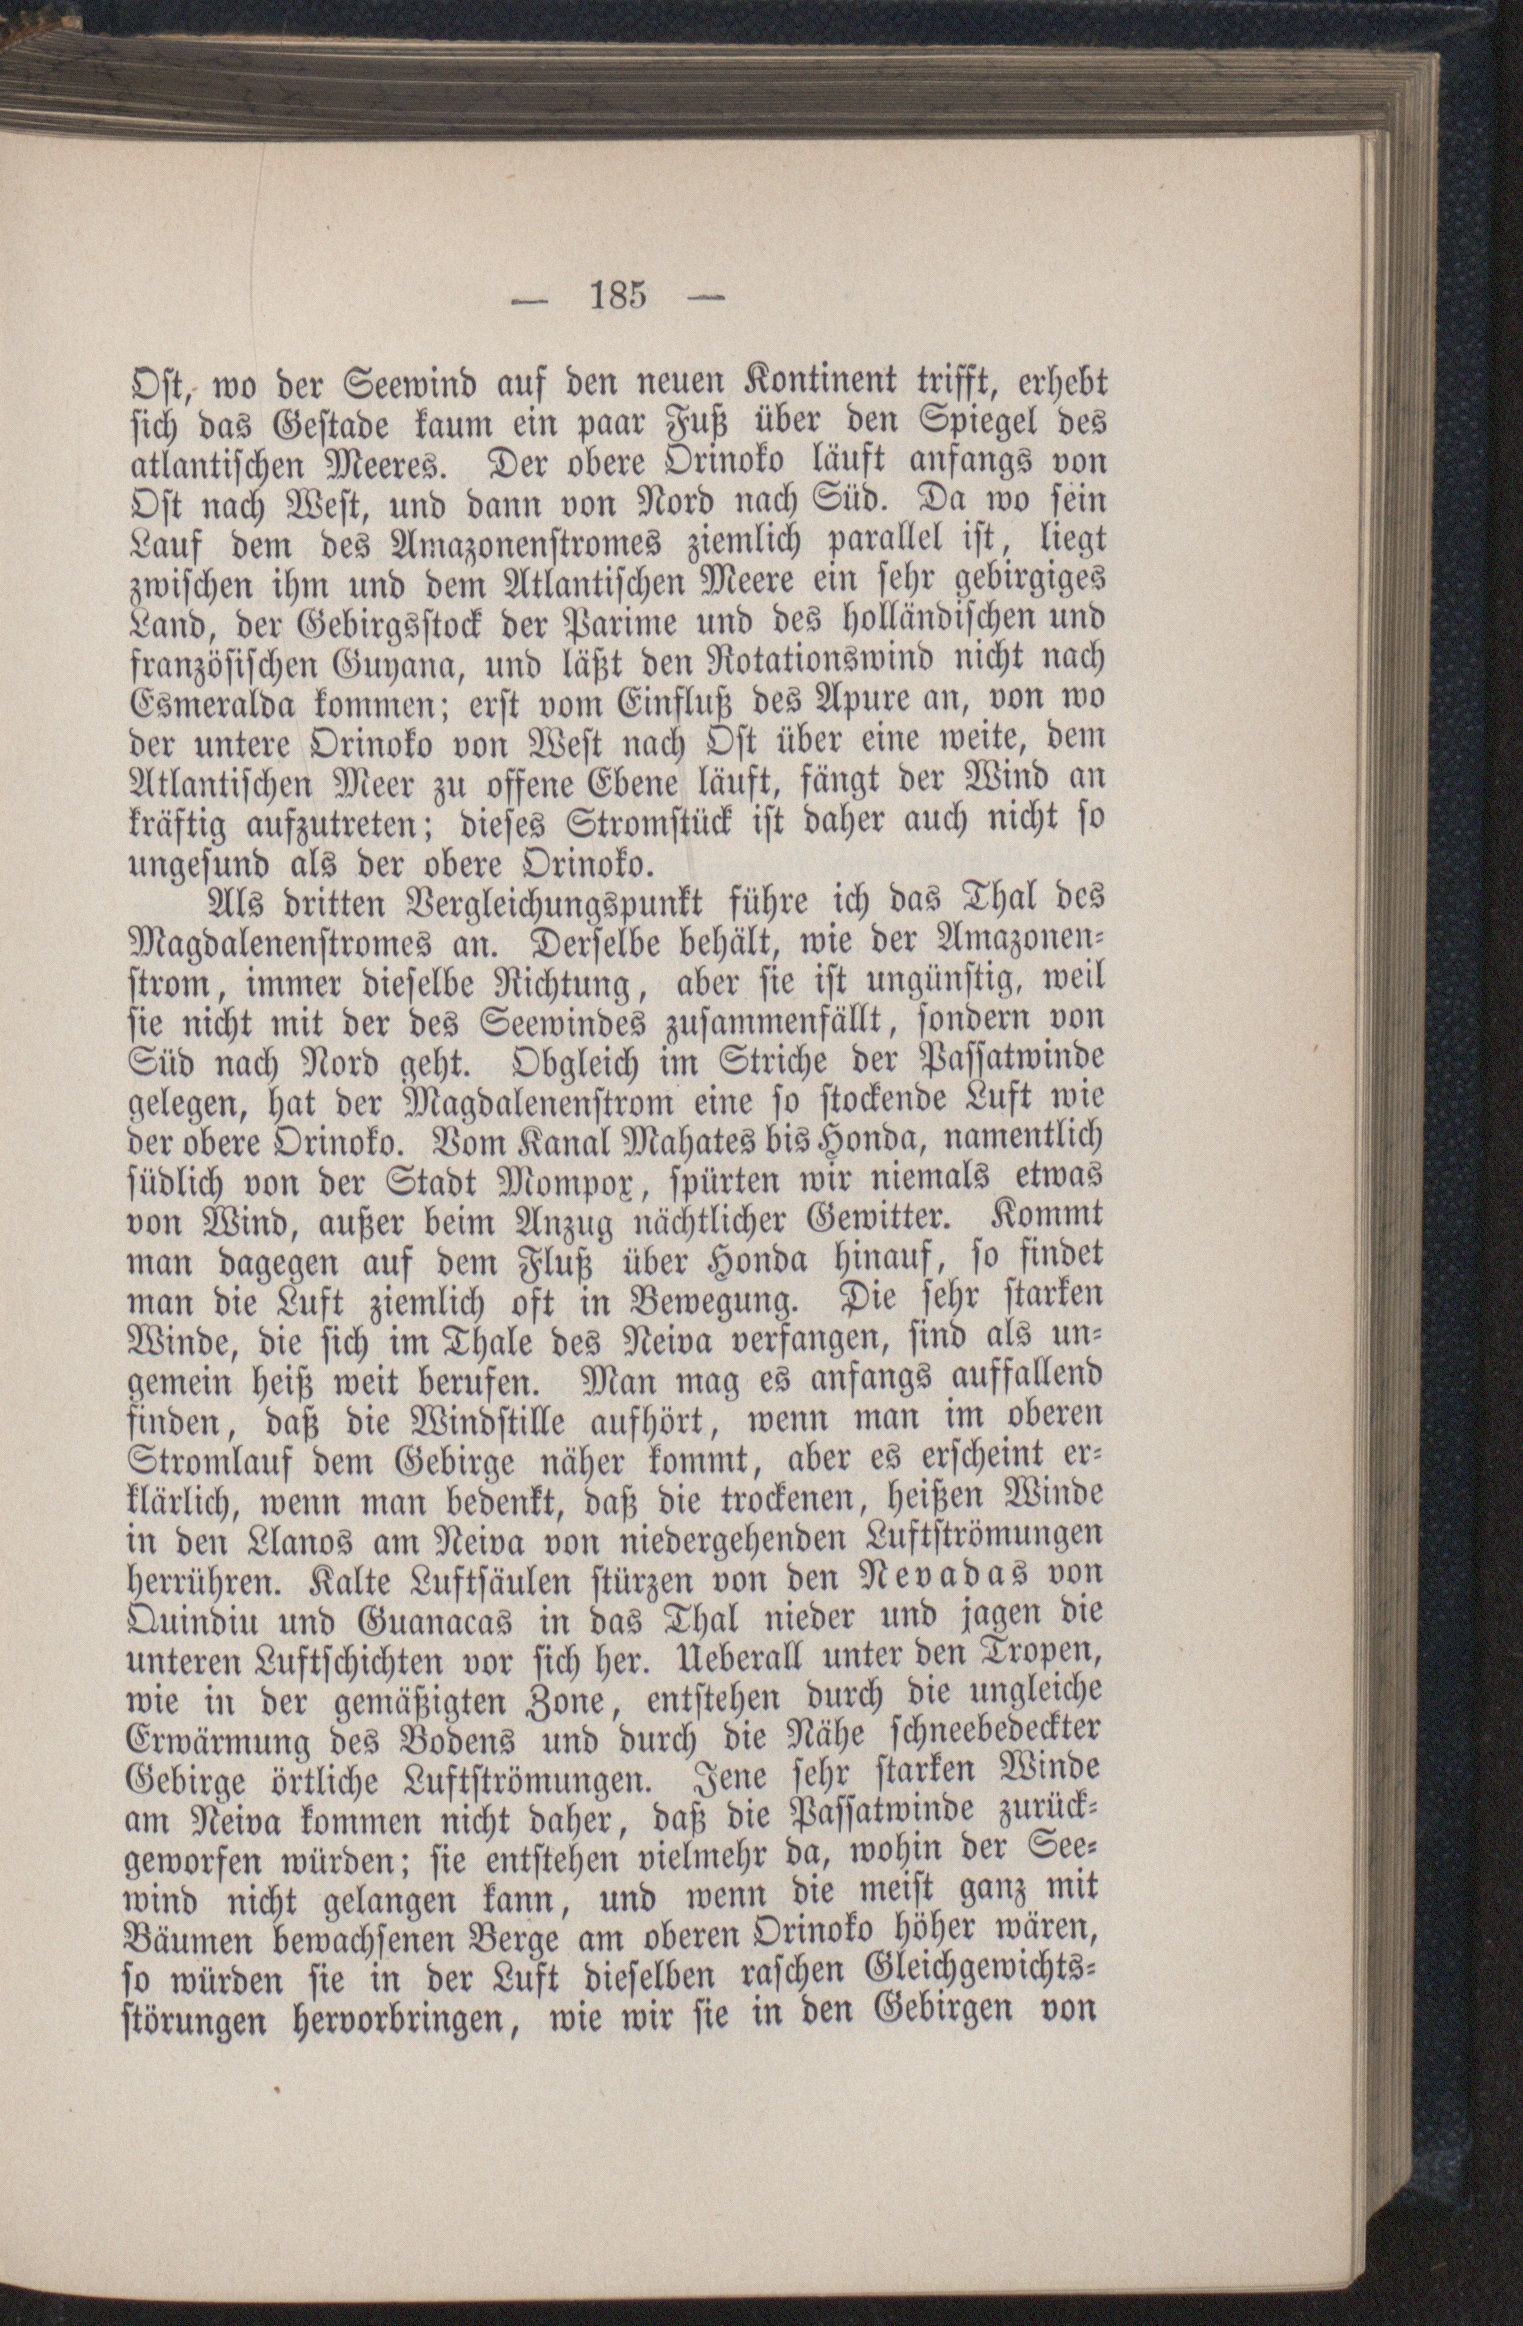 — 185 —
Ost, wo der Seewind auf den neuen Kontinent trifft, erhebt
sich das Gestade kaum ein paar Fuß über den Spiegel des
atlantischen Meeres. Der obere Orinoko läuft anfangs von
Ost nach West, und dann von Nord nach Süd. Da wo sein
Lauf dem des Amazonenstromes ziemlich parallel ist, liegt
zwischen ihm und dem Atlantischen Meere ein sehr gebirgiges
Land, der Gebirgsstock der Parime und des holländischen und
französischen Guyana, und läßt den Rotationswind nicht nach
Esmeralda kommen; erst vom Einfluß des Apure an, von wo
der untere Orinoko von West nach Ost über eine weite, dem
Atlantischen Meer zu offene Ebene läuft, fängt der Wind an
kräftig aufzutreten; dieses Stromstück ist daher auch nicht so
ungesund als der obere Orinoko.
Als dritten Vergleichungspunkt führe ich das Thal des
Magdalenenstromes an. Derselbe behält, wie der Amazonen-
strom, immer dieselbe Richtung, aber sie ist ungünstig, weil
sie nicht mit der des Seewindes zusammenfällt, sondern von
Süd nach Nord geht. Obgleich im Striche der Passatwinde
gelegen, hat der Magdalenenstrom eine so stockende Luft wie
der obere Orinoko. Vom Kanal Mahates bis Honda, namentlich
südlich von der Stadt Mompox, spürten wir niemals etwas
von Wind, außer beim Anzug nächtlicher Gewitter. Kommt
man dagegen auf dem Fluß über Honda hinauf, so findet
man die Luft ziemlich oft in Bewegung. Die sehr starken
Winde, die sich im Thale des Neiva verfangen, sind als un-
gemein heiß weit berufen. Man mag es anfangs auffallend
finden, daß die Windstille aufhört, wenn man im oberen
Stromlauf dem Gebirge näher kommt, aber es erscheint er-
klärlich, wenn man bedenkt, daß die trockenen, heißen Winde
in den Llanos am Neiva von niedergehenden Luftströmungen
herrühren. Kalte Luftsäulen stürzen von den Nevadas von
Quindiu und Guanacas in das Thal nieder und jagen die
unteren Luftschichten vor sich her. Ueberall unter den Tropen,
wie in der gemäßigten Zone, entstehen durch die ungleiche
Erwärmung des Bodens und durch die Nähe schneebedeckter
Gebirge örtliche Luftströmungen. Jene sehr starken Winde
am Neiva kommen nicht daher, daß die Passatwinde zurück-
geworfen würden; sie entstehen vielmehr da, wohin der See-
wind nicht gelangen kann, und wenn die meist ganz mit
Bäumen bewachsenen Berge am oberen Orinoko höher wären,
so würden sie in der Luft dieselben raschen Gleichgewichts-
störungen hervorbringen, wie wir sie in den Gebirgen von